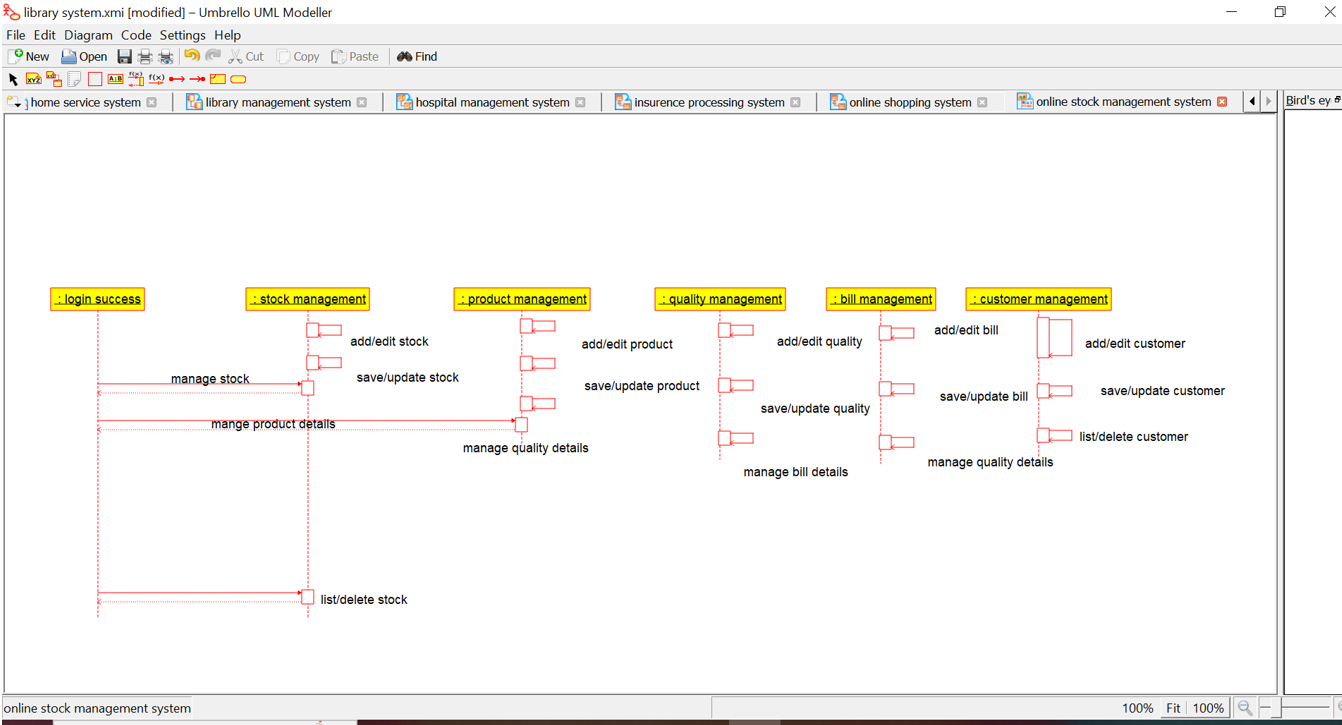 library system.xmi [modified] – Umbrello UML Modeller
File Edit Diagram Code Settings Help
New Open Cut Copy Paste Find
XYZ A:B f(x) f(x)
home service system library management system hospital management system insurence processing system online shopping system online stock management system Bird's ey
: login success : stock management : product management : quality management : bill management : customer management
add/edit stock add/edit product add/edit quality add/edit bill add/edit customer
manage stock save/update stock save/update product save/update quality save/update bill save/update customer
mange product details manage quality details manage bill details manage quality details list/delete customer
list/delete stock
online stock management system 100% Fit 100%